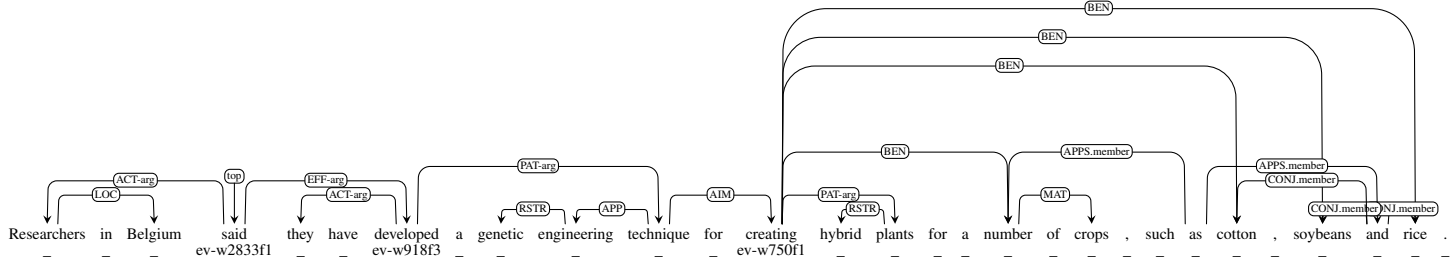 BEN
BEN
BEN
BEN APPS.member
PAT-arg APPS.member
ACT-arg top EFF-arg CONJ.member
LOC ACT-arg AIM PAT-arg MAT
RSTR APP RSTR CONJ.member ONJ.member
Researchers in Belgium said they have developed a genetic engineering technique for creating hybrid plants for a number of crops , such as cotton , soybeans and rice .
ev-w2833f1 ev-w918f3 ev-w750f1
_ _ _ _ _ _ _ _ _ _ _ _ _ _ _ _ _ _ _ _ _ _ _ _ _ _